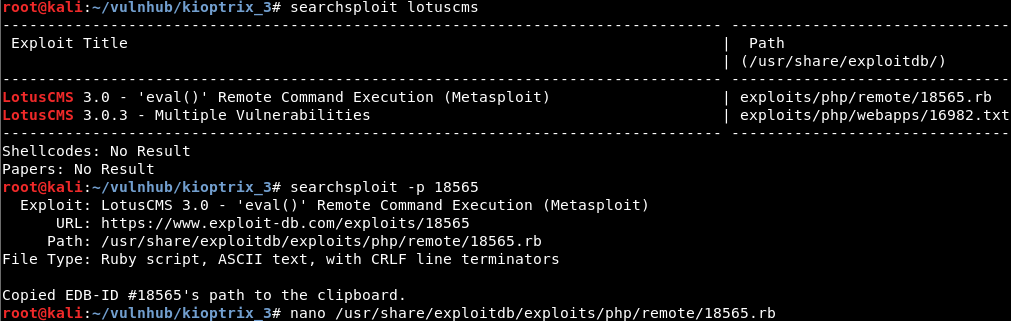 root@kali:~/vulnhub/kioptrix_3# searchsploit lotuscms
---------------------------------------------------------------------------------- ----------------------------------
Exploit Title | Path
| (/usr/share/exploitdb/)
---------------------------------------------------------------------------------- ----------------------------------
LotusCMS 3.0 - 'eval()' Remote Command Execution (Metasploit) | exploits/php/remote/18565.rb
LotusCMS 3.0.3 - Multiple Vulnerabilities | exploits/php/webapps/16982.txt
---------------------------------------------------------------------------------- ----------------------------------
Shellcodes: No Result
Papers: No Result
root@kali:~/vulnhub/kioptrix_3# searchsploit -p 18565
Exploit: LotusCMS 3.0 - 'eval()' Remote Command Execution (Metasploit)
URL: https://www.exploit-db.com/exploits/18565
Path: /usr/share/exploitdb/exploits/php/remote/18565.rb
File Type: Ruby script, ASCII text, with CRLF line terminators
Copied EDB-ID #18565's path to the clipboard.
root@kali:~/vulnhub/kioptrix_3# nano /usr/share/exploitdb/exploits/php/remote/18565.rb